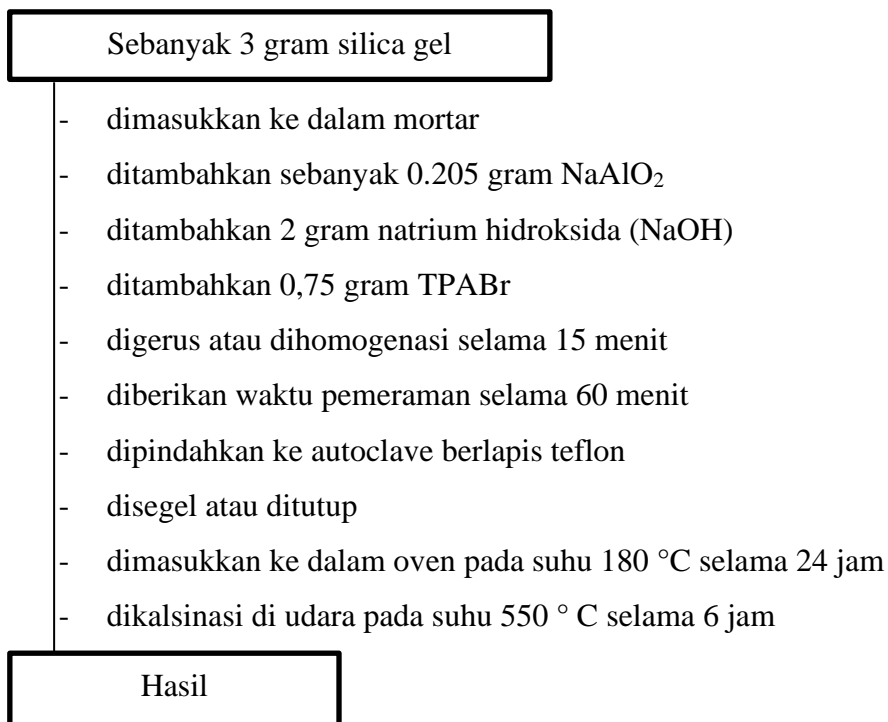 Sebanyak 3 gram silica gel
- dimasukkan ke dalam mortar
- ditambahkan sebanyak 0.205 gram NaAlO₂
- ditambahkan 2 gram natrium hidroksida (NaOH)
- ditambahkan 0,75 gram TPABr
- digerus atau dihomogenasi selama 15 menit
- diberikan waktu pemeraman selama 60 menit
- dipindahkan ke autoclave berlapis teflon
- disegel atau ditutup
- dimasukkan ke dalam oven pada suhu 180 °C selama 24 jam
- dikalsinasi di udara pada suhu 550 ° C selama 6 jam
Hasil